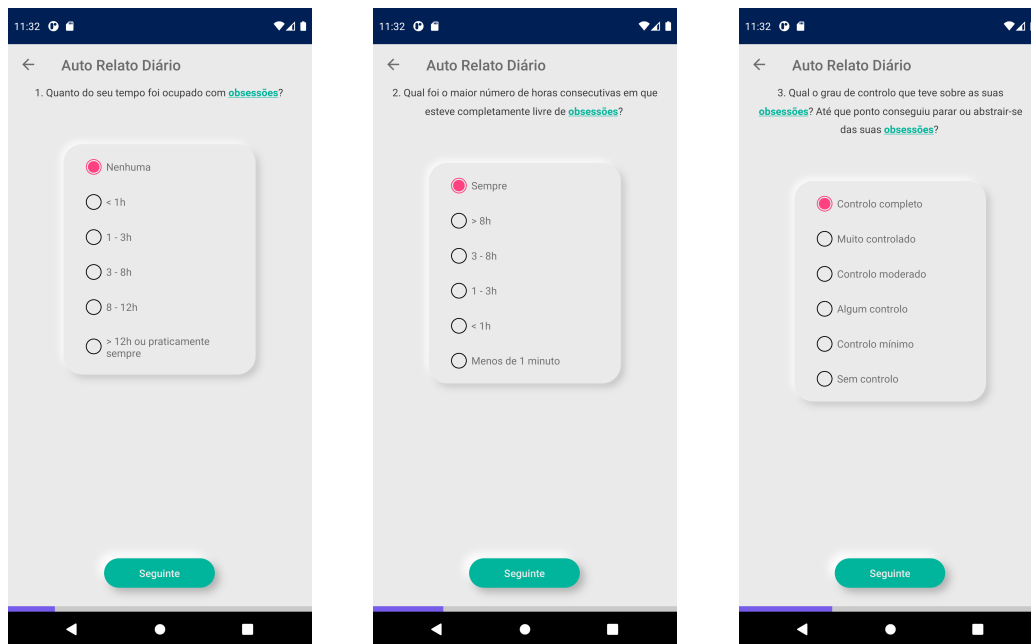 11:32
Auto Relato Diário
1. Quanto do seu tempo foi ocupado com obsessões?
Nenhuma
< 1h
1 - 3h
3 - 8h
8 - 12h
> 12h ou praticamente
sempre
Seguinte
11:32
Auto Relato Diário
2. Qual foi o maior número de horas consecutivas em que
esteve completamente livre de obsessões?
Sempre
> 8h
3 - 8h
1 - 3h
< 1h
Menos de 1 minuto
Seguinte
11:32
Auto Relato Diário
3. Qual o grau de controlo que teve sobre as suas
obsessões? Até que ponto conseguiu parar ou abstrair-se
das suas obsessões?
Controlo completo
Muito controlado
Controlo moderado
Algum controlo
Controlo mínimo
Sem controlo
Seguinte